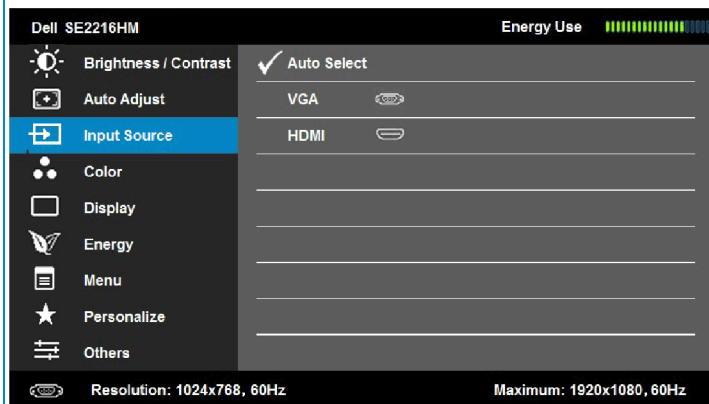 Dell SE2216HM Energy Use
Brightness / Contrast Auto Select
Auto Adjust VGA
Input Source HDMI
Color
Display
Energy
Menu
Personalize
Others
Resolution: 1024x768, 60Hz Maximum: 1920x1080, 60Hz